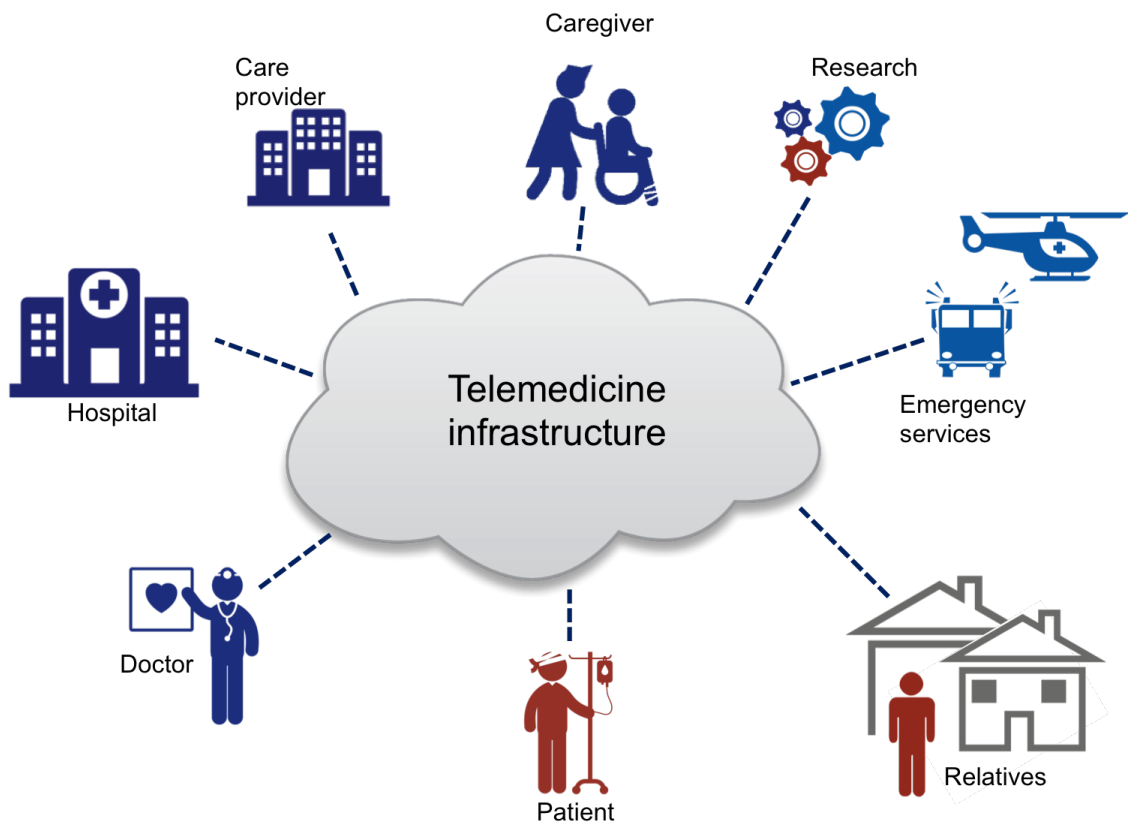 Caregiver
Care
provider
Research
Telemedicine
infrastructure
Hospital
Emergency
services
Doctor
Patient
Relatives